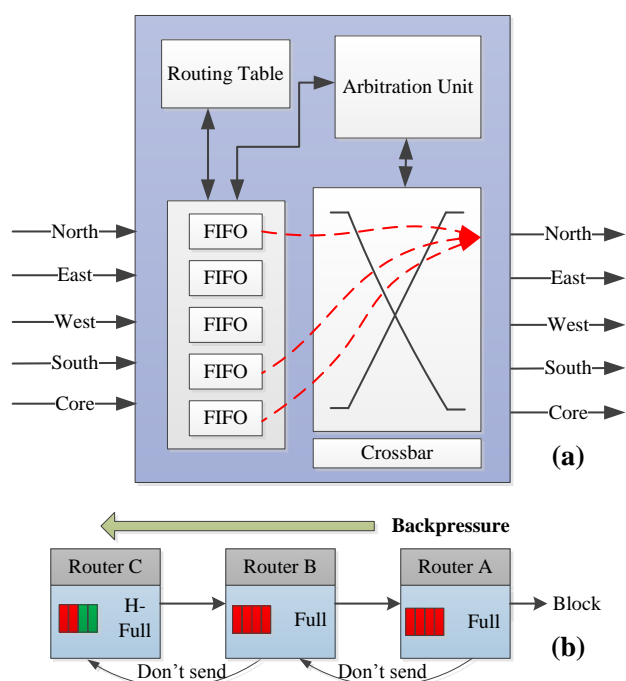 Routing Table
Arbitration Unit
FIFO
FIFO
FIFO
FIFO
FIFO
North
East
West
South
Core
North
East
West
South
Core
Crossbar
(a)
Backpressure
Router C
Router B
Router A
H-
Full
Full
Full
Block
Don't send
Don't send
(b)